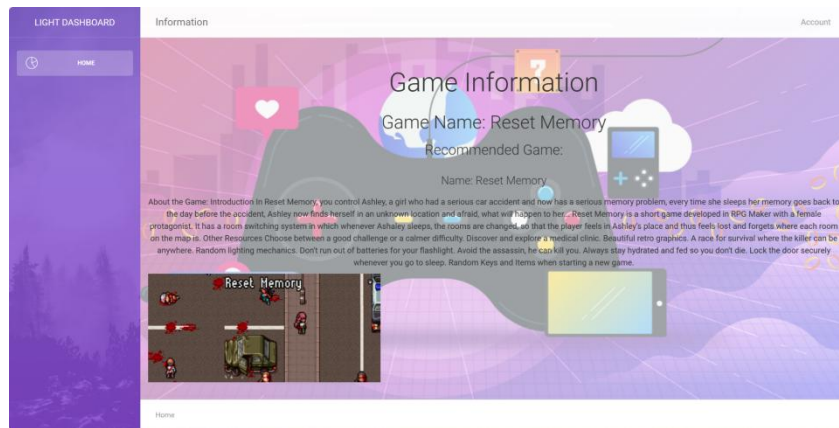 LIGHT DASHBOARD
Information
Account
HOME
Game Information
Game Name: Reset Memory
Recommended Game:
Name: Reset Memory
About the Game: Introduction In Reset Memory, you control Ashley, a girl who had a serious car accident and now has a serious memory problem, every time she sleeps her memory goes back to
the day before the accident, Ashley now finds herself in an unknown location and afraid, what will happen to her... Reset Memory is a short game developed in RPG Maker with a female
protagonist. It has a room switching system in which whenever Ashaley sleeps, the rooms are changed, so that the player feels in Ashley's place and thus feels lost and forgets where each room
on the map is. Other Resources Choose between a good challenge or a calmer difficulty. Discover and explore a medical clinic. Beautiful retro graphics. A race for survival where the killer can be
anywhere. Random lighting mechanics. Don't run out of batteries for your flashlight. Avoid the assassin, he can kill you. Always stay hydrated and fed so you don't die. Lock the door securely
whenever you go to sleep. Random Keys and Items when starting a new game.
Reset Memory
Home